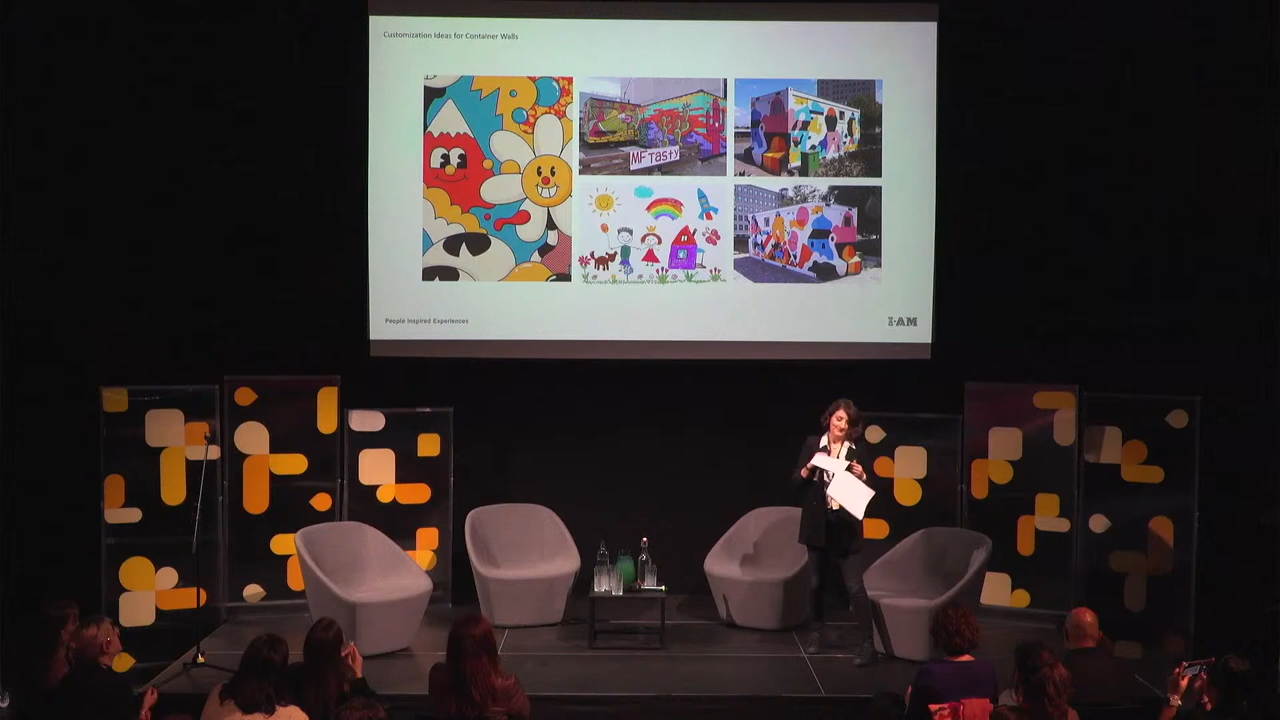 Customization Ideas for Container Walls
MF Tasty
People Inspired Experiences
I-AM